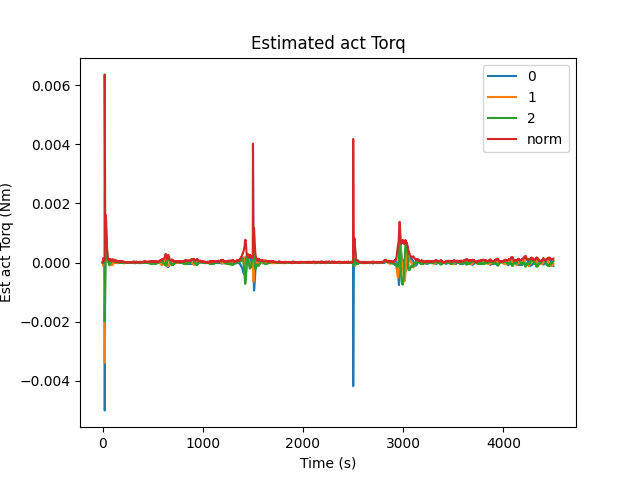 Estimated act Torq
0
1
2
norm
0.006
0.004
0.002
0.000
−0.002
−0.004
Est act Torq (Nm)
0 1000 2000 3000 4000
Time (s)